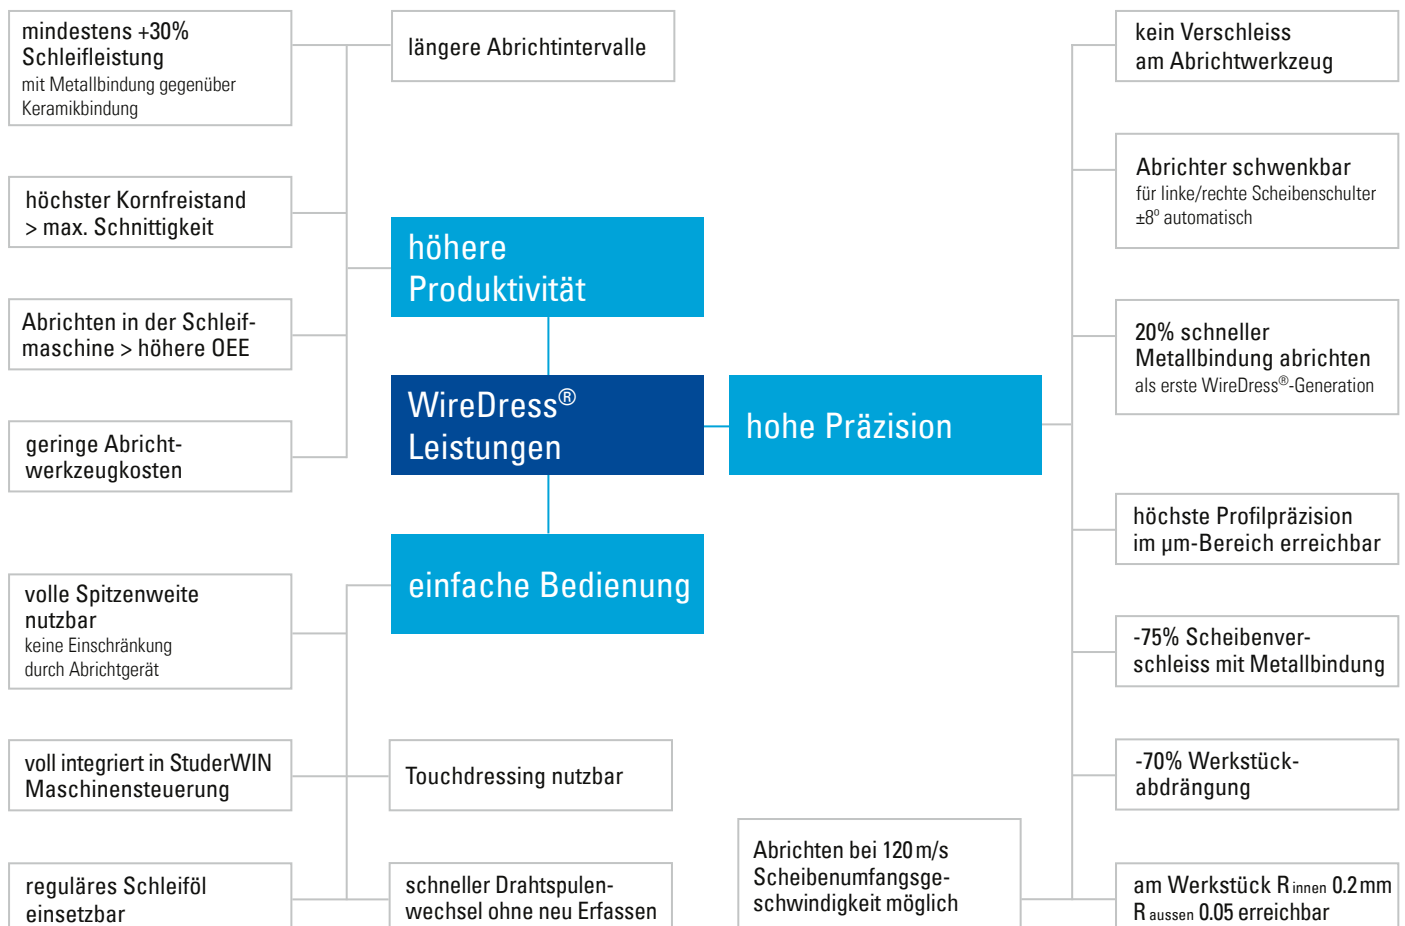 mindestens +30%
Schleifleistung
mit Metallbindung gegenüber
Keramikbindung
längere Abrichtintervalle
höchster Kornfreistand
> max. Schnittigkeit
Abrichten in der Schleif-
maschine > höhere OEE
geringe Abricht-
werkzeugkosten
höhere
Produktivität
WireDress®
Leistungen
hohe Präzision
einfache Bedienung
volle Spitzenweite
nutzbar
keine Einschränkung
durch Abrichtgerät
voll integriert in StuderWIN
Maschinensteuerung
Touchdressing nutzbar
reguläres Schleiföl
einsetzbar
schneller Drahtspulen-
wechsel ohne neu Erfassen
kein Verschleiss
am Abrichtwerkzeug
Abrichter schwenkbar
für linke/rechte Scheibenschulter
±8° automatisch
20% schneller
Metallbindung abrichten
als erste WireDress®-Generation
höchste Profilpräzision
im µm-Bereich erreichbar
-75% Scheibenver-
schleiss mit Metallbindung
-70% Werkstück-
abdrängung
Abrichten bei 120 m/s
Scheibenumfangsge-
schwindigkeit möglich
am Werkstück R innen 0.2 mm
R aussen 0.05 erreichbar